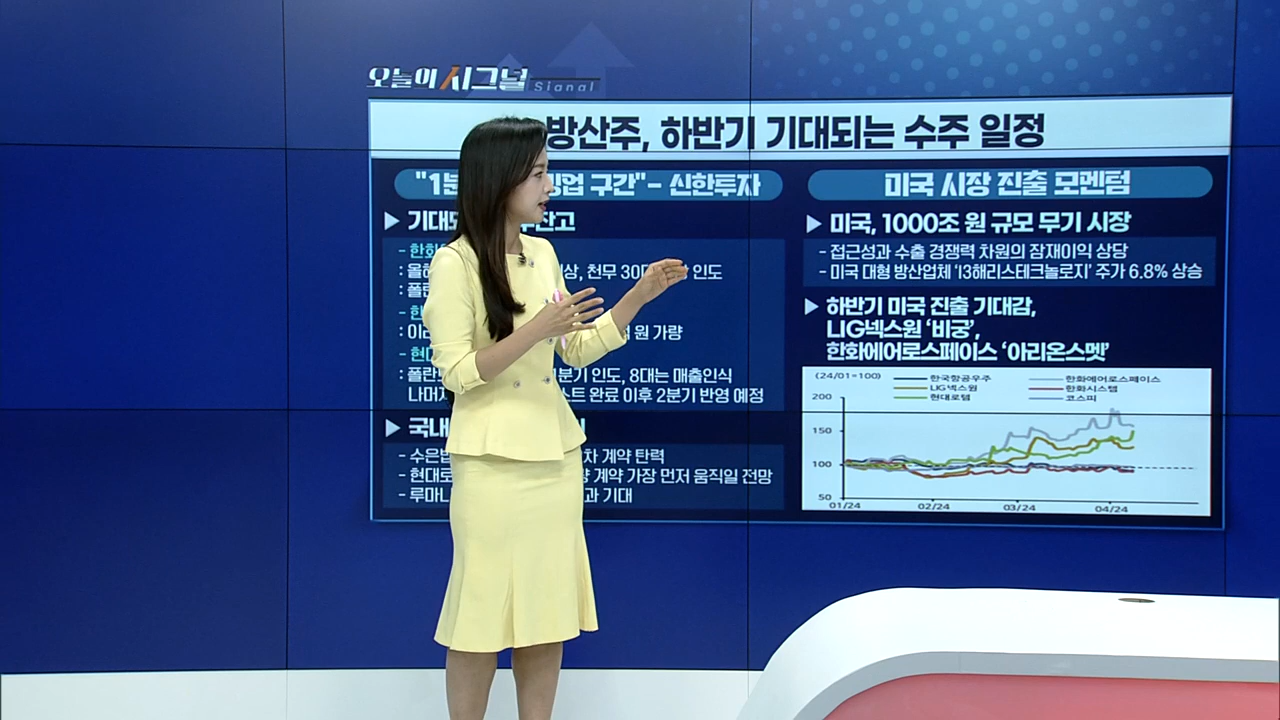 오늘의 시그널
Signal
방산주, 하반기 기대되는 수주 일정
"1분 구간"- 신한투자
▶ 기대 잔고
- 한화
: 올해 천무 30 인도
: 폴란
- 한
: 이 원 가량
- 현대
: 폴란 분기 인도, 8대는 매출인식
나머지 완료 이후 2분기 반영 예정
▶ 국내
- 수은법 차 계약 탄력
- 현대로 계약 가장 먼저 움직일 전망
- 루마니 기대
미국 시장 진출 모멘텀
▶ 미국, 1000조 원 규모 무기 시장
- 접근성과 수출 경쟁력 차원의 잠재이익 상당
- 미국 대형 방산업체 'l3해리스테크놀로지' 주가 6.8% 상승
▶ 하반기 미국 진출 기대감,
LIG넥스원 '비궁',
한화에어로스페이스 '아리온스멧'
(24/01=100)
한국항공우주 한화에어로스페이스
LIG넥스원 한화시스템
현대로템 코스피
200
150
100
50
01/24 02/24 03/24 04/24